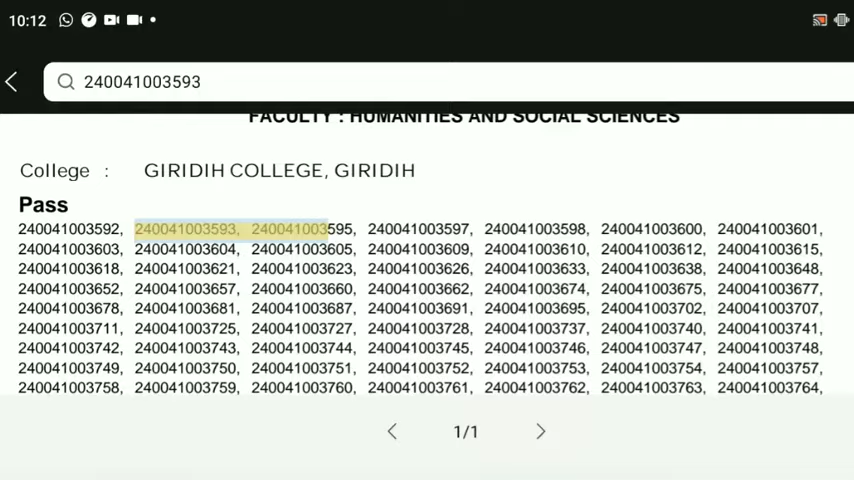 10:12
240041003593
FACULTY : HUMANITIES AND SOCIAL SCIENCES
College : GIRIDIH COLLEGE, GIRIDIH
Pass
240041003592, 240041003593, 240041003595, 240041003597, 240041003598, 240041003600, 240041003601,
240041003603, 240041003604, 240041003605, 240041003609, 240041003610, 240041003612, 240041003615,
240041003618, 240041003621, 240041003623, 240041003626, 240041003633, 240041003638, 240041003648,
240041003652, 240041003657, 240041003660, 240041003662, 240041003674, 240041003675, 240041003677,
240041003678, 240041003681, 240041003687, 240041003691, 240041003695, 240041003702, 240041003707,
240041003711, 240041003725, 240041003727, 240041003728, 240041003737, 240041003740, 240041003741,
240041003742, 240041003743, 240041003744, 240041003745, 240041003746, 240041003747, 240041003748,
240041003749, 240041003750, 240041003751, 240041003752, 240041003753, 240041003754, 240041003757,
240041003758, 240041003759, 240041003760, 240041003761, 240041003762, 240041003763, 240041003764,
1/1